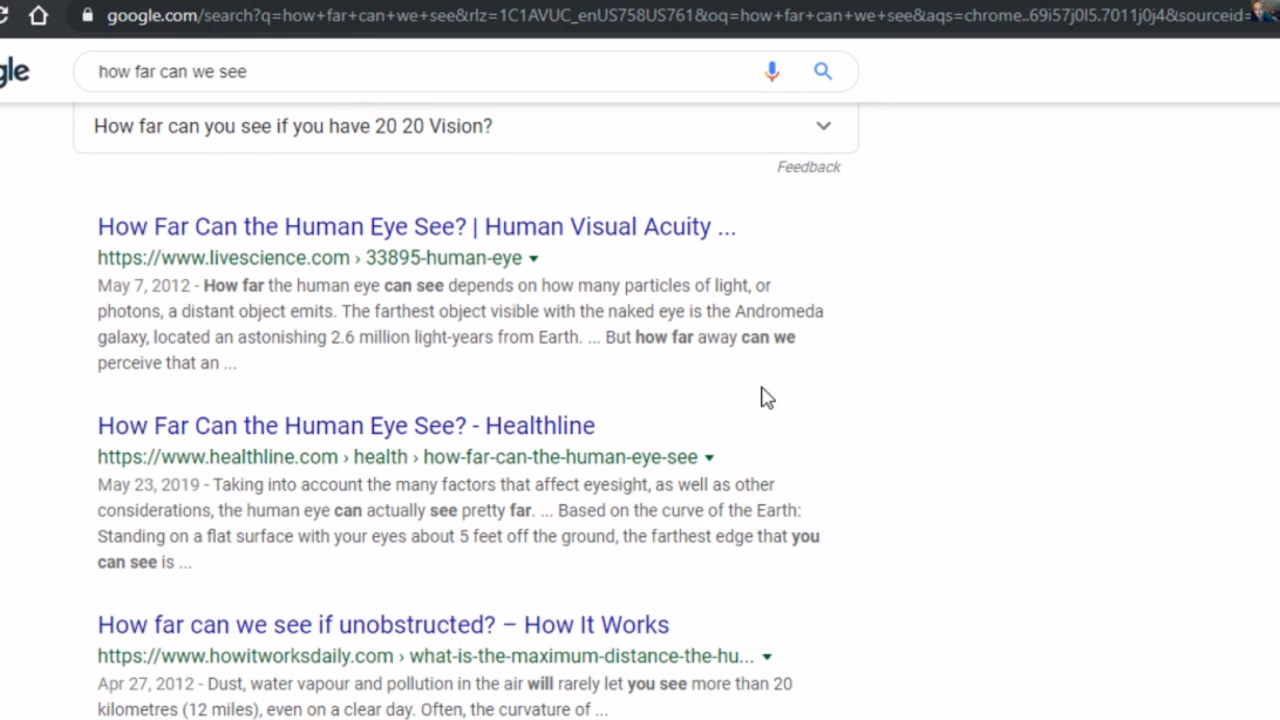 google.com/search?q=how+far+can+we+see&rlz=1C1AVUC_enUS758US761&oq=how+far+can+we+see&aqs=chrome..69i57j0l5.7011j0j4&sourceid=
gle
how far can we see
How far can you see if you have 20 20 Vision?
Feedback
How Far Can the Human Eye See? | Human Visual Acuity ...
https://www.livescience.com › 33895-human-eye
May 7, 2012 - How far the human eye can see depends on how many particles of light, or
photons, a distant object emits. The farthest object visible with the naked eye is the Andromeda
galaxy, located an astonishing 2.6 million light-years from Earth. ... But how far away can we
perceive that an ...
How Far Can the Human Eye See? - Healthline
https://www.healthline.com › health › how-far-can-the-human-eye-see
May 23, 2019 - Taking into account the many factors that affect eyesight, as well as other
considerations, the human eye can actually see pretty far. ... Based on the curve of the Earth:
Standing on a flat surface with your eyes about 5 feet off the ground, the farthest edge that you
can see is ...
How far can we see if unobstructed? – How It Works
https://www.howitworksdaily.com › what-is-the-maximum-distance-the-hu...
Apr 27, 2012 - Dust, water vapour and pollution in the air will rarely let you see more than 20
kilometres (12 miles), even on a clear day. Often, the curvature of ...